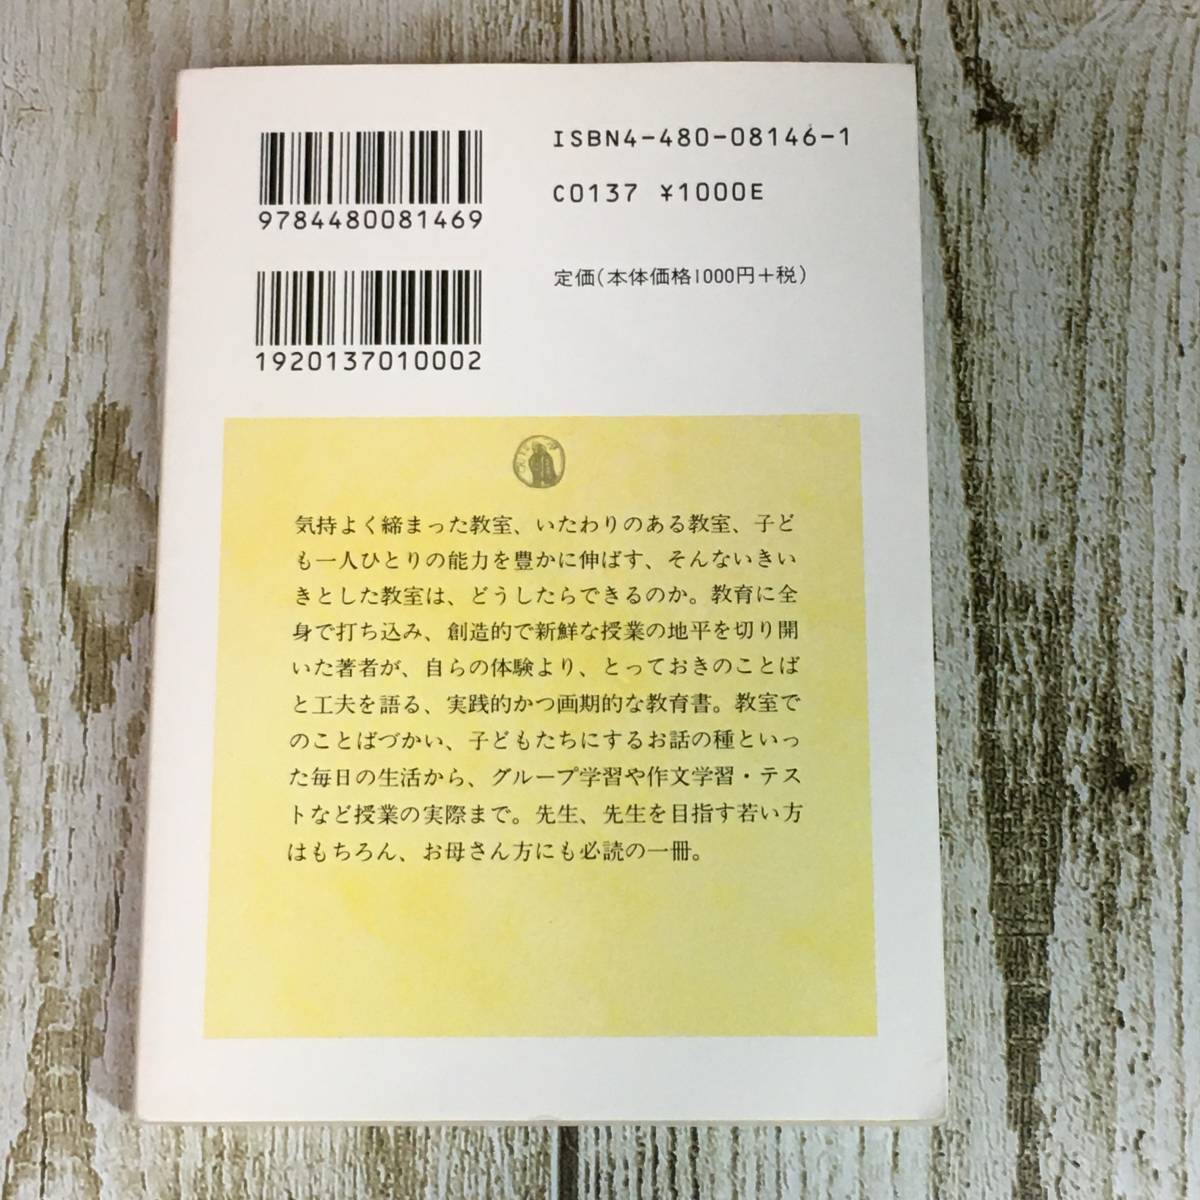 ISBN4-480-08146-1
9784480081469
C0137 ¥1000E
定価(本体価格1000円+税)
1920137010002
気持よく締まった教室、いたわりのある教室、子ど
も一人ひとりの能力を豊かに伸ばす、そんないきい
きとした教室は、どうしたらできるのか。教育に全
身で打ち込み、創造的で新鮮な授業の地平を切り開
いた著者が、自らの体験より、とっておきのことば
と工夫を語る、実践的かつ画期的な教育書。教室で
のことばづかい、子どもたちにするお話の種といっ
た毎日の生活から、グループ学習や作文学習・テス
トなど授業の実際まで。先生、先生を目指す若い方
はもちろん、お母さん方にも必読の一冊。